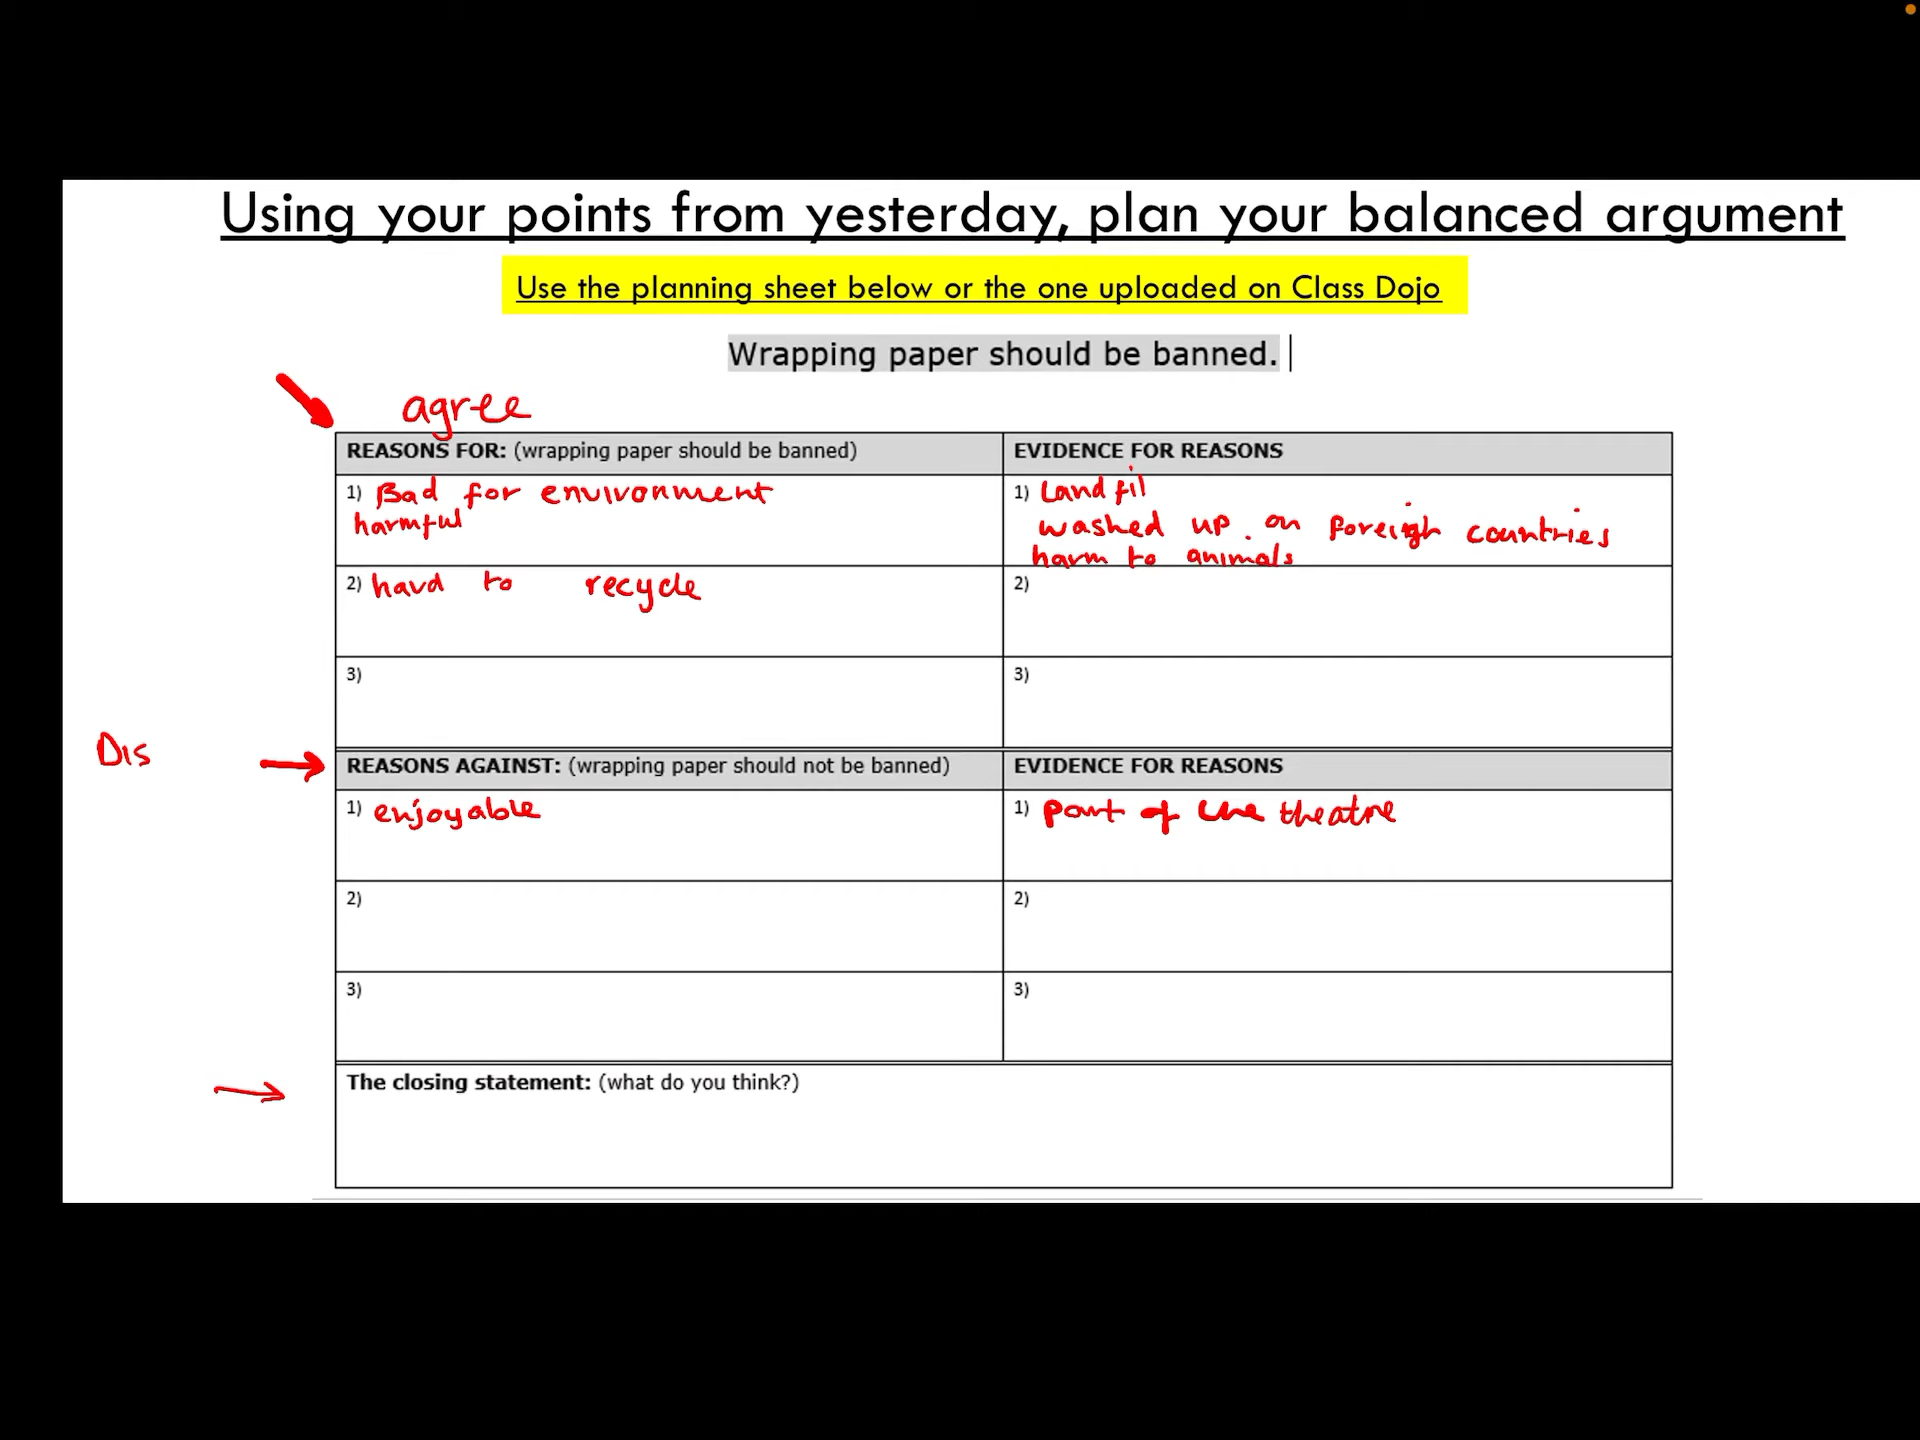 Using your points from yesterday, plan your balanced argument
Use the planning sheet below or the one uploaded on Class Dojo
Wrapping paper should be banned.
agree
REASONS FOR: (wrapping paper should be banned)
EVIDENCE FOR REASONS
1) Bad for environment
harmful
1) Landfil
washed up on foreigh countries
harm to animals
2) hard to recycle
2)
3)
3)
Dis
REASONS AGAINST: (wrapping paper should not be banned)
EVIDENCE FOR REASONS
1) enjoyable
1) part of the theatre
2)
2)
3)
3)
The closing statement: (what do you think?)